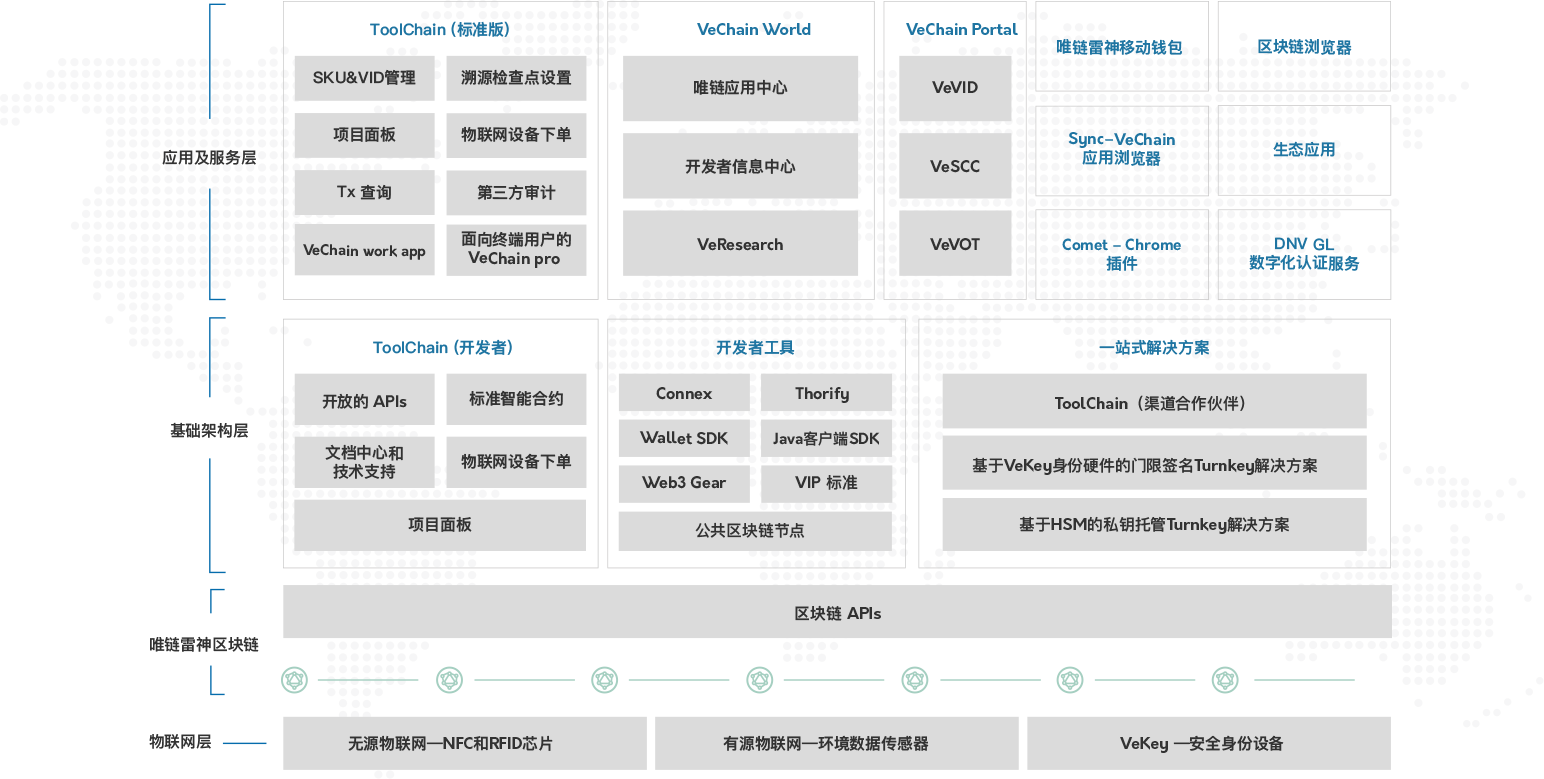 应用及服务层
ToolChain (标准版)
SKU&VID管理
溯源检查点设置
项目面板
物联网设备下单
Tx 查询
第三方审计
VeChain work app
面向终端用户的
VeChain pro
VeChain World
唯链应用中心
开发者信息中心
VeResearch
VeChain Portal
VeVID
VeSCC
VeVOT
唯链雷神移动钱包
区块链浏览器
Sync-VeChain
应用浏览器
生态应用
Comet - Chrome
插件
DNV GL
数字化认证服务
基础架构层
ToolChain (开发者)
开放的 APIs
标准智能合约
文档中心和
技术支持
物联网设备下单
项目面板
开发者工具
Connex
Thorify
Wallet SDK
Java客户端SDK
Web3 Gear
VIP 标准
公共区块链节点
一站式解决方案
ToolChain（渠道合作伙伴）
基于VeKey身份硬件的门限签名Turnkey解决方案
基于HSM的私钥托管Turnkey解决方案
唯链雷神区块链
区块链 APIs
物联网层
无源物联网—NFC和RFID芯片
有源物联网—环境数据传感器
VeKey —安全身份设备